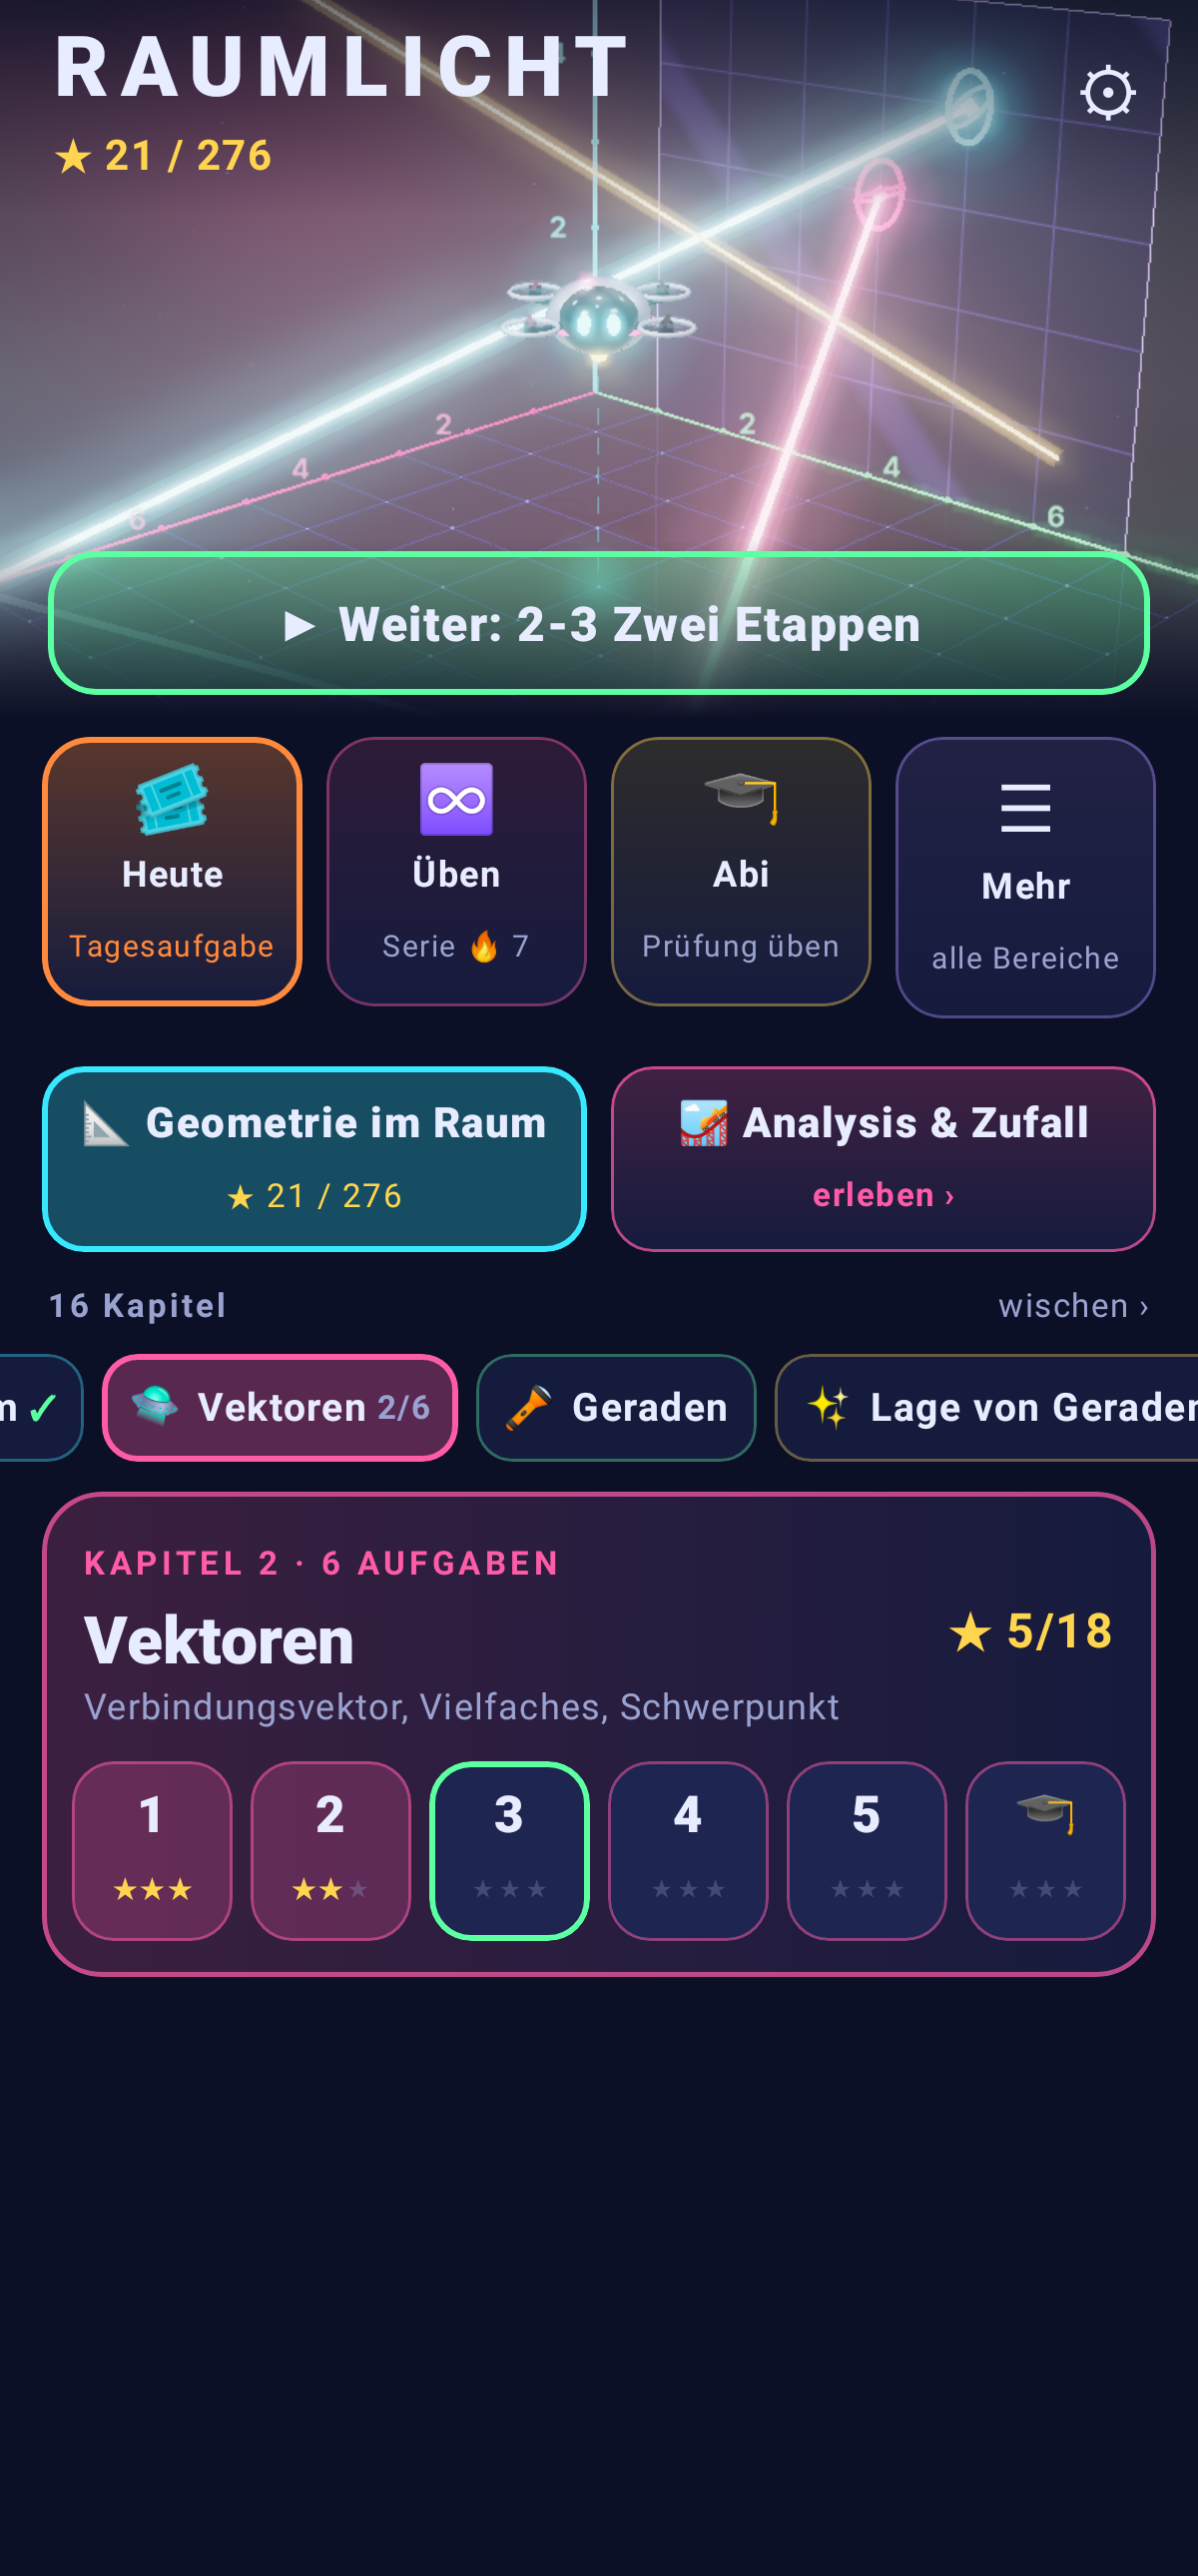 RAUMLICHT
★ 21 / 276
4
2
2
4
6
2
4
6
► Weiter: 2-3 Zwei Etappen
Heute
Tagesaufgabe
Üben
Serie 🔥 7
Abi
Prüfung üben
Mehr
alle Bereiche
Geometrie im Raum
★ 21 / 276
Analysis & Zufall
erleben ›
16 Kapitel
wischen ›
m ✓
Vektoren 2/6
Geraden
Lage von Geraden
KAPITEL 2 · 6 AUFGABEN
Vektoren
★ 5/18
Verbindungsvektor, Vielfaches, Schwerpunkt
1
★★★
2
★★★
3
★★★
4
★★★
5
★★★
★★★